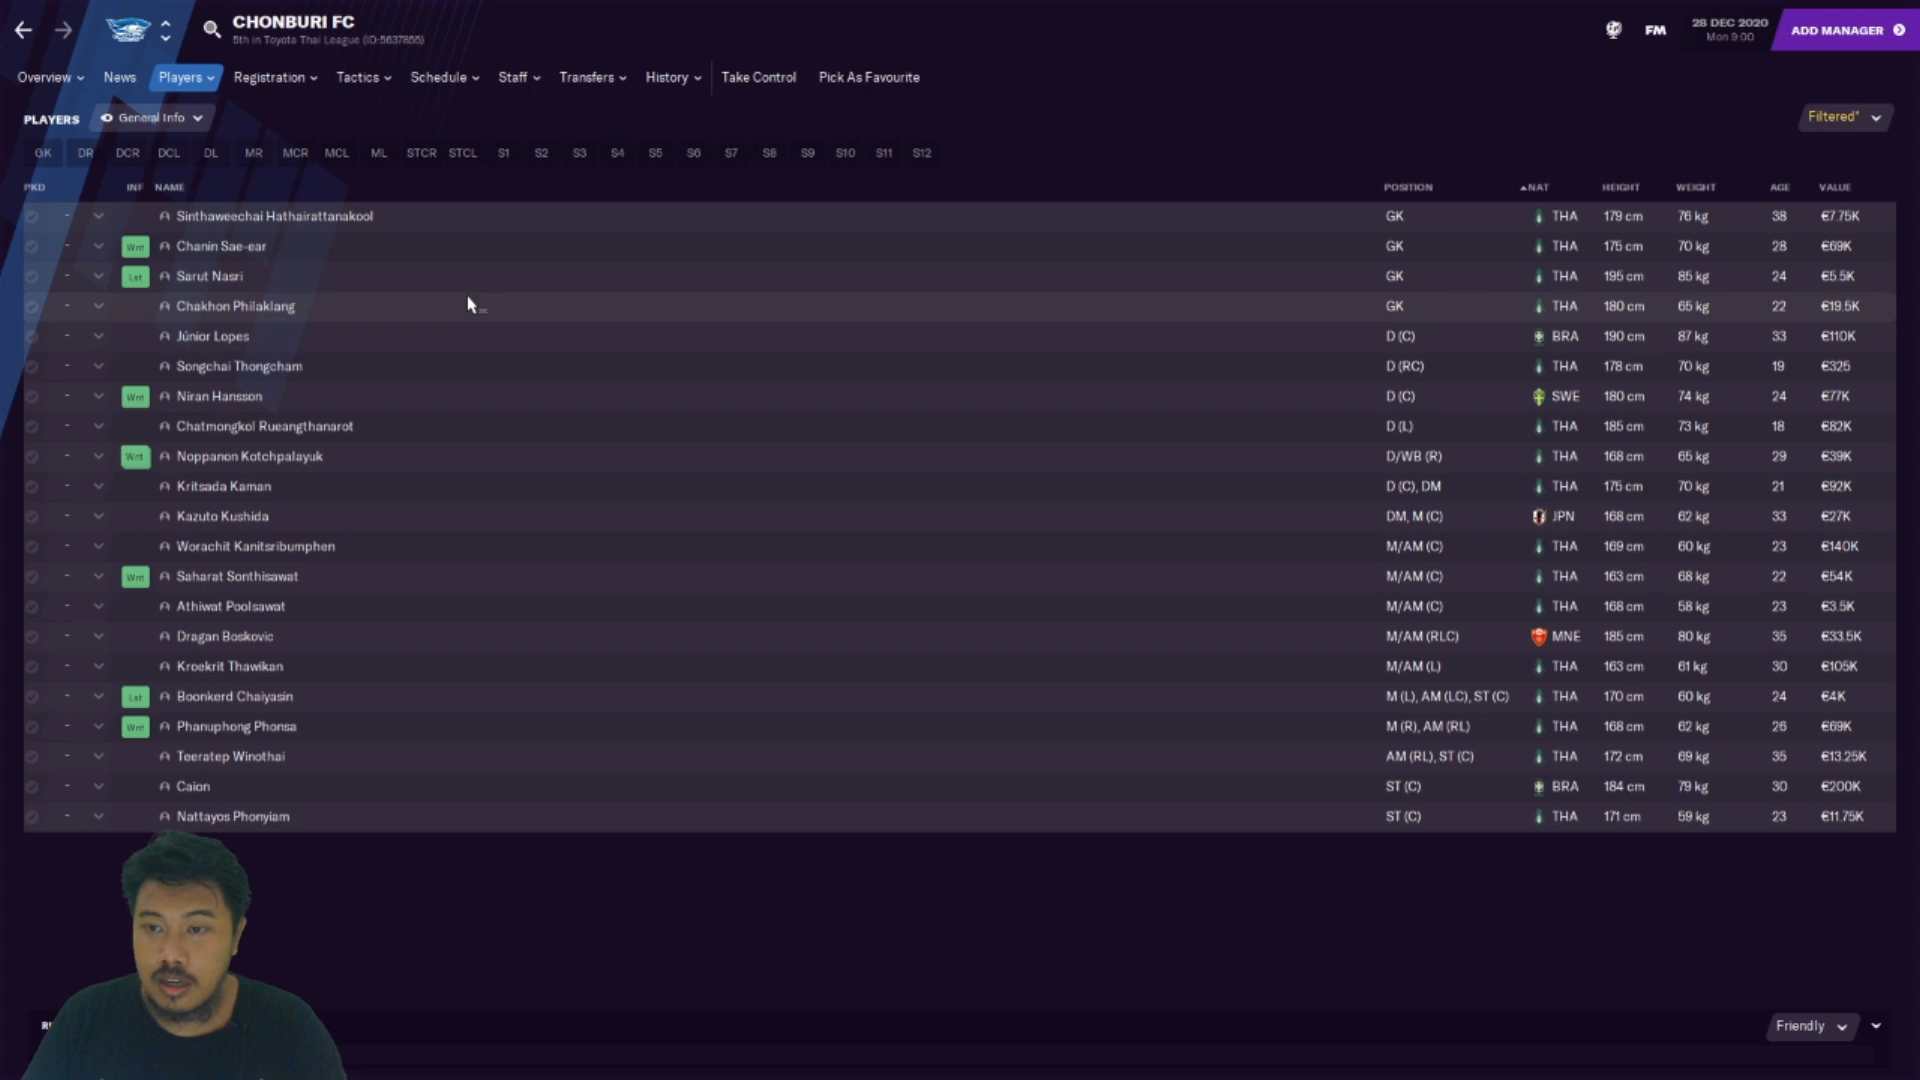 CHONBURI FC
5th in Toyota Thai League (ID:5637855)
FM
28 DEC 2020
Mon 9:00
ADD MANAGER
Overview News Players Registration Tactics Schedule Staff Transfers History Take Control Pick As Favourite
PLAYERS General Info Filtered*
GK DR DCR DCL DL MR MCR MCL ML STCR STCL S1 S2 S3 S4 S5 S6 S7 S8 S9 S10 S11 S12
PKD INF NAME POSITION NAT HEIGHT WEIGHT AGE VALUE
- Sinthaweechai Hathairattanakool GK THA 179 cm 76 kg 38 €7.75K
- Wnt Chanin Sae-ear GK THA 175 cm 70 kg 28 €69K
- Lst Sarut Nasri GK THA 195 cm 85 kg 24 €5.5K
- Chakhon Philaklang GK THA 180 cm 65 kg 22 €19.5K
- Júnior Lopes D (C) BRA 190 cm 87 kg 33 €110K
- Songchai Thongcham D (RC) THA 178 cm 70 kg 19 €325
- Wnt Niran Hansson D (C) SWE 180 cm 74 kg 24 €77K
- Chatmongkol Rueangthanarot D (L) THA 185 cm 73 kg 18 €82K
- Wnt Noppanon Kotchpalayuk D/WB (R) THA 168 cm 65 kg 29 €39K
- Kritsada Kaman D (C), DM THA 175 cm 70 kg 21 €92K
- Kazuto Kushida DM, M (C) JPN 168 cm 62 kg 33 €27K
- Worachit Kanitsribumphen M/AM (C) THA 169 cm 60 kg 23 €140K
- Wnt Saharat Sonthisawat M/AM (C) THA 163 cm 68 kg 22 €54K
- Athiwat Poolsawat M/AM (C) THA 168 cm 58 kg 23 €3.5K
- Dragan Boskovic M/AM (RLC) MNE 185 cm 80 kg 35 €33.5K
- Kroekrit Thawikan M/AM (L) THA 163 cm 61 kg 30 €105K
- Lst Boonkerd Chaiyasin M (L), AM (LC), ST (C) THA 170 cm 60 kg 24 €4K
- Wnt Phanuphong Phonsa M (R), AM (RL) THA 168 cm 62 kg 26 €69K
- Teeratep Winothai AM (RL), ST (C) THA 172 cm 69 kg 35 €13.25K
- Caion ST (C) BRA 184 cm 79 kg 30 €200K
- Nattayos Phonyiam ST (C) THA 171 cm 59 kg 23 €11.75K
Friendly